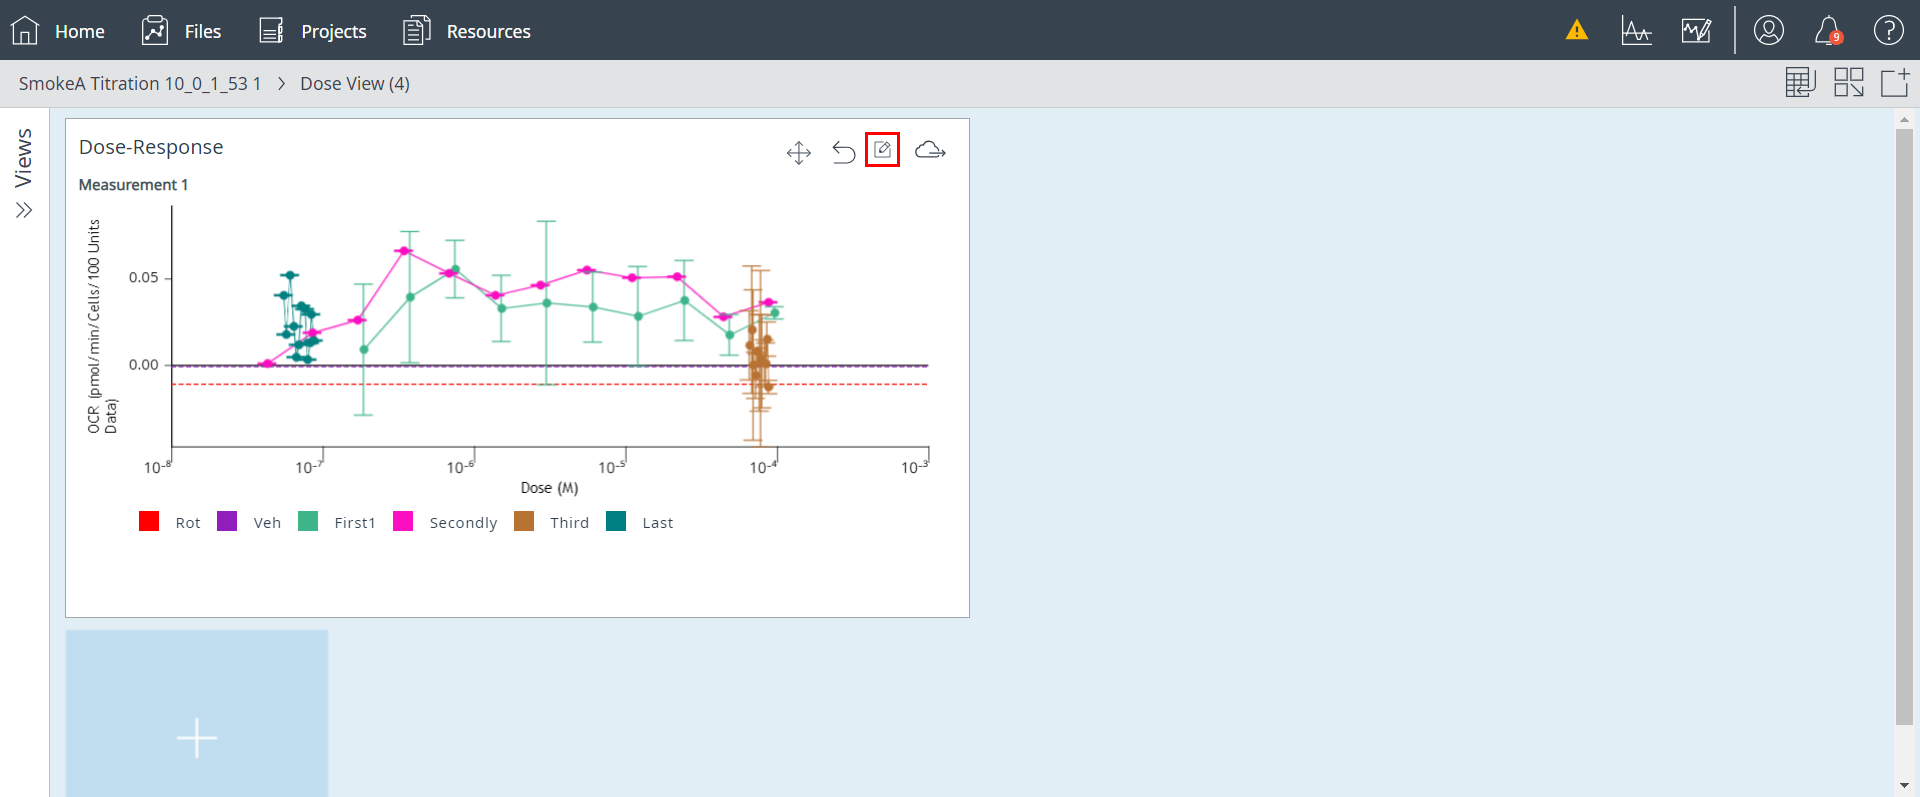 Home Files Projects Resources 9
SmokeA Titration 10_0_1_53 1 > Dose View (4)
Views
Dose-Response
Measurement 1
OCR (pmol/min/Cells/100 Units
Data)
0.05
0.00
10⁻⁸ 10⁻⁷ 10⁻⁶ 10⁻⁵ 10⁻⁴ 10⁻³
Dose (M)
Rot Veh First1 Secondly Third Last